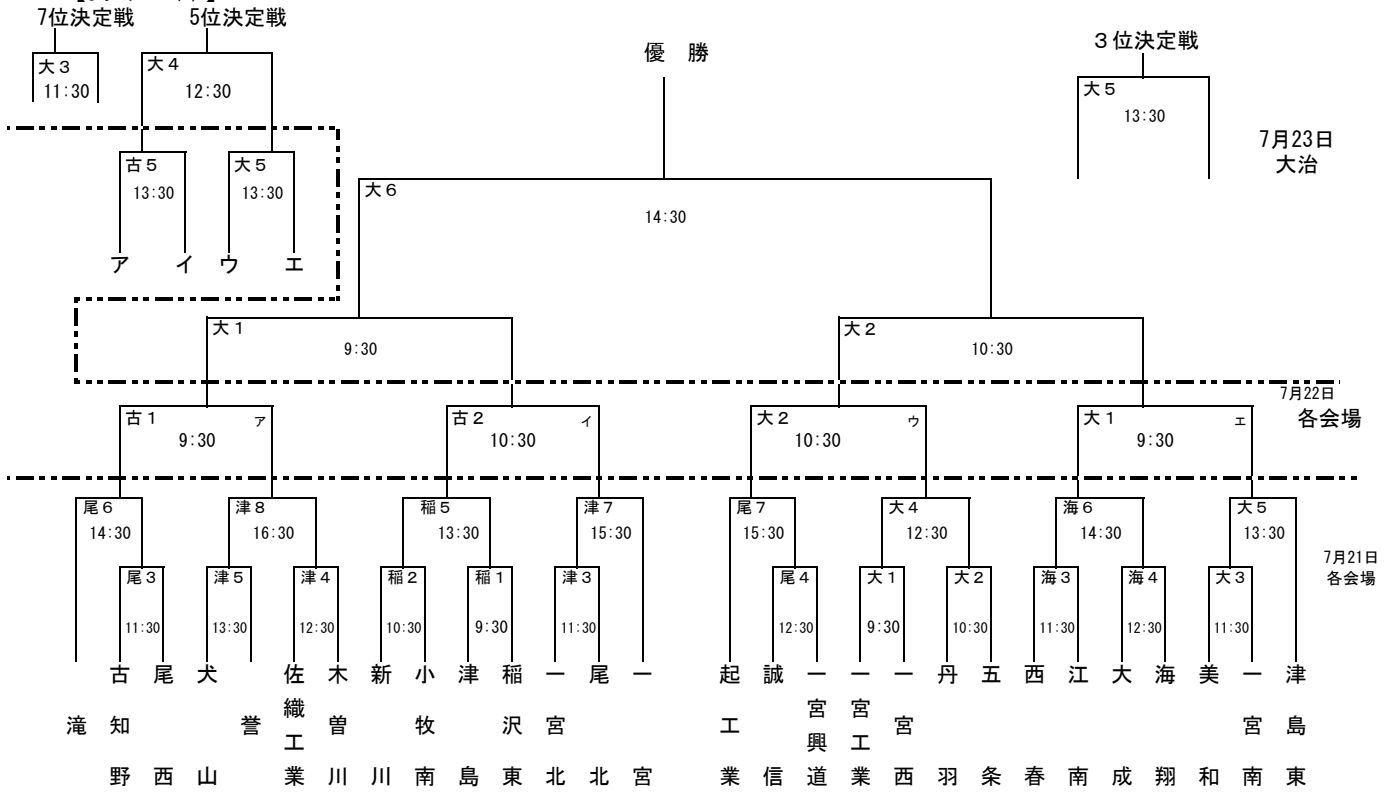 7位決定戦 5位決定戦
優 勝
3位決定戦
大3 大4 大5
11:30 12:30 13:30
7月23日
大治
古5 大5
13:30 13:30
大6
14:30
ア イ ウ エ
大1 大2
9:30 10:30
7月22日
各会場
古1 ア 古2 イ 大2 ウ 大1 エ
9:30 10:30 10:30 9:30
尾6 津8 稲5 津7 尾7 大4 海6 大5
14:30 16:30 13:30 15:30 15:30 12:30 14:30 13:30
7月21日
各会場
尾3 津5 津4 稲2 稲1 津3 尾4 大1 大2 海3 海4 大3
11:30 13:30 12:30 10:30 9:30 11:30 12:30 9:30 10:30 11:30 12:30 11:30
滝
古知野
尾西
犬山
誉
佐織工業
木曽川
新川
小牧南
津島
稲沢東
一宮北
尾北
一宮
起工業
誠信
一宮興道
一宮工業
一宮西
丹羽
五条
西春
江南
大成
海翔
美和
一宮南
津島東